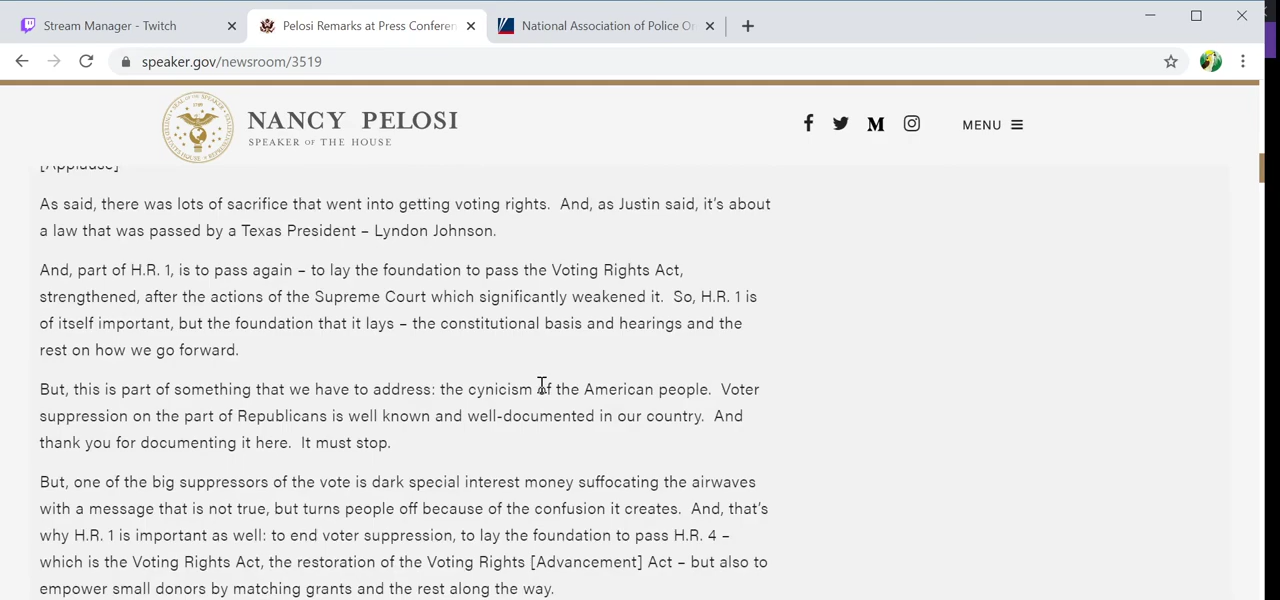 Stream Manager - Twitch
Pelosi Remarks at Press Conferen
National Association of Police Or
speaker.gov/newsroom/3519
NANCY PELOSI
SPEAKER OF THE HOUSE
MENU
[Applause]
As said, there was lots of sacrifice that went into getting voting rights. And, as Justin said, it's about
a law that was passed by a Texas President – Lyndon Johnson.
And, part of H.R. 1, is to pass again – to lay the foundation to pass the Voting Rights Act,
strengthened, after the actions of the Supreme Court which significantly weakened it. So, H.R. 1 is
of itself important, but the foundation that it lays – the constitutional basis and hearings and the
rest on how we go forward.
But, this is part of something that we have to address: the cynicism of the American people. Voter
suppression on the part of Republicans is well known and well-documented in our country. And
thank you for documenting it here. It must stop.
But, one of the big suppressors of the vote is dark special interest money suffocating the airwaves
with a message that is not true, but turns people off because of the confusion it creates. And, that's
why H.R. 1 is important as well: to end voter suppression, to lay the foundation to pass H.R. 4 –
which is the Voting Rights Act, the restoration of the Voting Rights [Advancement] Act – but also to
empower small donors by matching grants and the rest along the way.